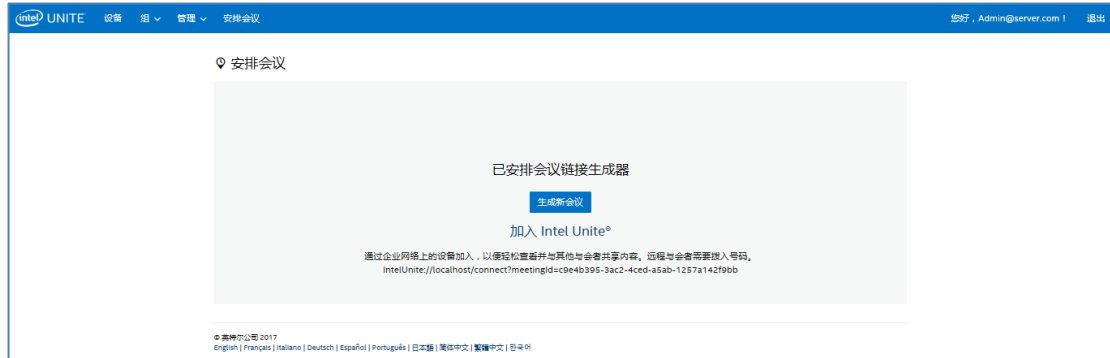 intel UNITE 设备 组 管理 安排会议 您好，Admin@server.com！ 退出
安排会议
已安排会议链接生成器
生成新会议
加入 Intel Unite®
通过企业网络上的设备加入，以便轻松查看并与其他与会者共享内容。远程与会者需要拨入号码。
IntelUnite://localhost/connect?meetingId=c9e4b395-3ac2-4ced-a5ab-1257a142f9bb
© 英特尔公司 2017
English | Français | Italiano | Deutsch | Español | Português | 日本語 | 简体中文 | 繁體中文 | 한국어